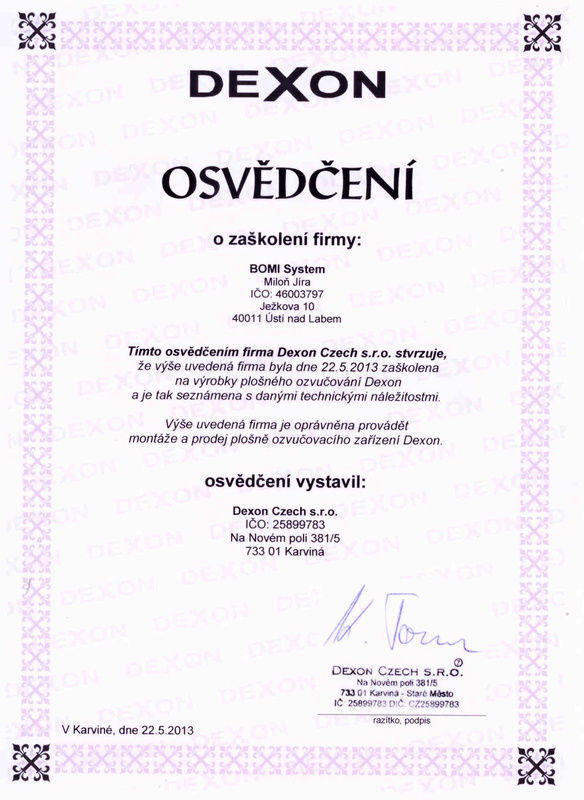 DEXON
OSVĚDČENÍ
o zaškolení firmy:
BOMI System
Miloň Jíra
IČO: 46003797
Ježkova 10
40011 Ústí nad Labem
Tímto osvědčením firma Dexon Czech s.r.o. stvrzuje,
že výše uvedená firma byla dne 22.5.2013 zaškolena
na výrobky plošného ozvučování Dexon
a je tak seznámena s danými technickými náležitostmi.
Výše uvedená firma je oprávněna provádět
montáže a prodej plošně ozvučovacího zařízení Dexon.
osvědčení vystavil:
Dexon Czech s.r.o.
IČO: 25899783
Na Novém poli 381/5
733 01 Karviná
DEXON CZECH S.R.O.
Na Novém poli 381/5
733 01 Karviná - Staré Město
IČ 25899783 DIČ: CZ25899783
razítko, podpis
V Karviné, dne 22.5.2013